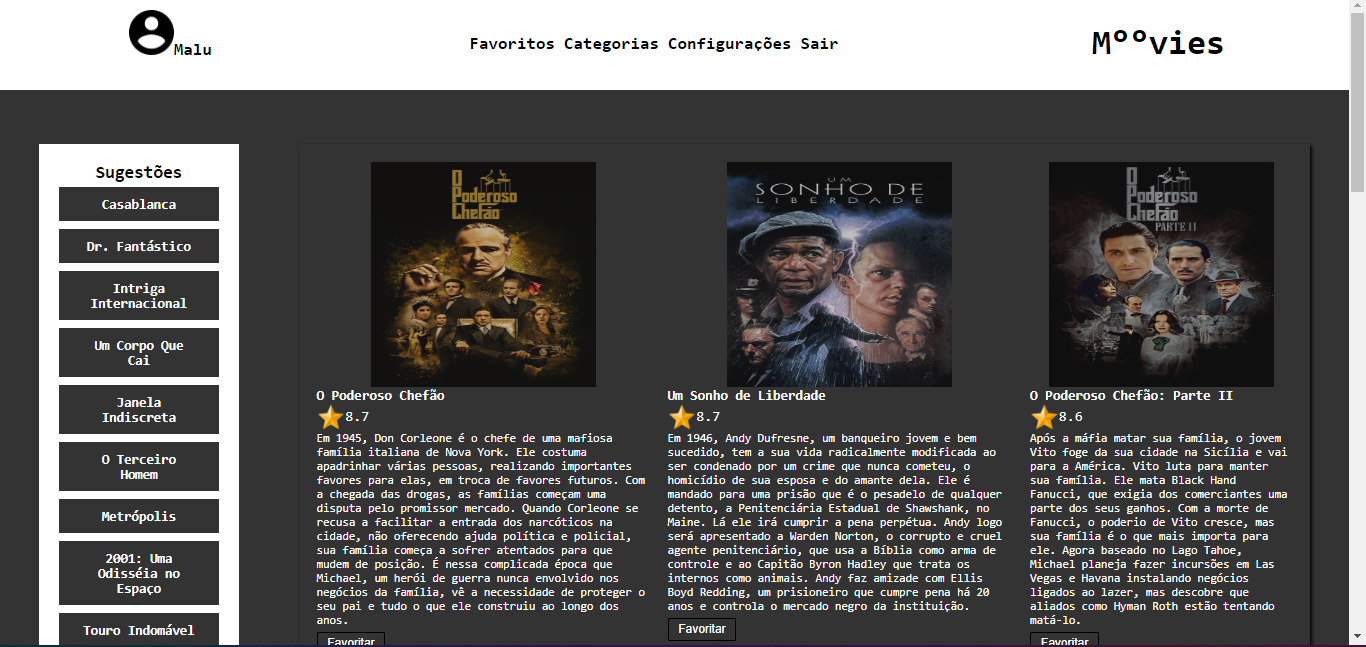 Malu
Favoritos Categorias Configurações Sair
Mººvies
Sugestões
Casablanca
Dr. Fantástico
Intriga
Internacional
Um Corpo Que
Cai
Janela
Indiscreta
O Terceiro
Homem
Metrópolis
2001: Uma
Odisséia no
Espaço
Touro Indomável
O
Poderoso
Chefão
O Poderoso Chefão
8.7
Em 1945, Don Corleone é o chefe de uma mafiosa
família italiana de Nova York. Ele costuma
apadrinhar várias pessoas, realizando importantes
favores para elas, em troca de favores futuros. Com
a chegada das drogas, as famílias começam uma
disputa pelo promissor mercado. Quando Corleone se
recusa a facilitar a entrada dos narcóticos na
cidade, não oferecendo ajuda política e policial,
sua família começa a sofrer atentados para que
mudem de posição. É nessa complicada época que
Michael, um herói de guerra nunca envolvido nos
negócios da família, vê a necessidade de proteger o
seu pai e tudo o que ele construiu ao longo dos
anos.
Favoritar
UM
SONHO DE
LIBERDADE
Um Sonho de Liberdade
8.7
Em 1946, Andy Dufresne, um banqueiro jovem e bem
sucedido, tem a sua vida radicalmente modificada ao
ser condenado por um crime que nunca cometeu, o
homicídio de sua esposa e do amante dela. Ele é
mandado para uma prisão que é o pesadelo de qualquer
detento, a Penitenciária Estadual de Shawshank, no
Maine. Lá ele irá cumprir a pena perpétua. Andy logo
será apresentado a Warden Norton, o corrupto e cruel
agente penitenciário, que usa a Bíblia como arma de
controle e ao Capitão Byron Hadley que trata os
internos como animais. Andy faz amizade com Ellis
Boyd Redding, um prisioneiro que cumpre pena há 20
anos e controla o mercado negro da instituição.
Favoritar
O
Poderoso
Chefão
PARTE II
O Poderoso Chefão: Parte II
8.6
Após a máfia matar sua família, o jovem
Vito foge da sua cidade na Sicília e vai
para a América. Vito luta para manter
sua família. Ele mata Black Hand
Fanucci, que exigia dos comerciantes uma
parte dos seus ganhos. Com a morte de
Fanucci, o poderio de Vito cresce, mas
sua família é o que mais importa para
ele. Agora baseado no Lago Tahoe,
Michael planeja fazer incursões em Las
Vegas e Havana instalando negócios
ligados ao lazer, mas descobre que
aliados como Hyman Roth estão tentando
matá-lo.
Favoritar